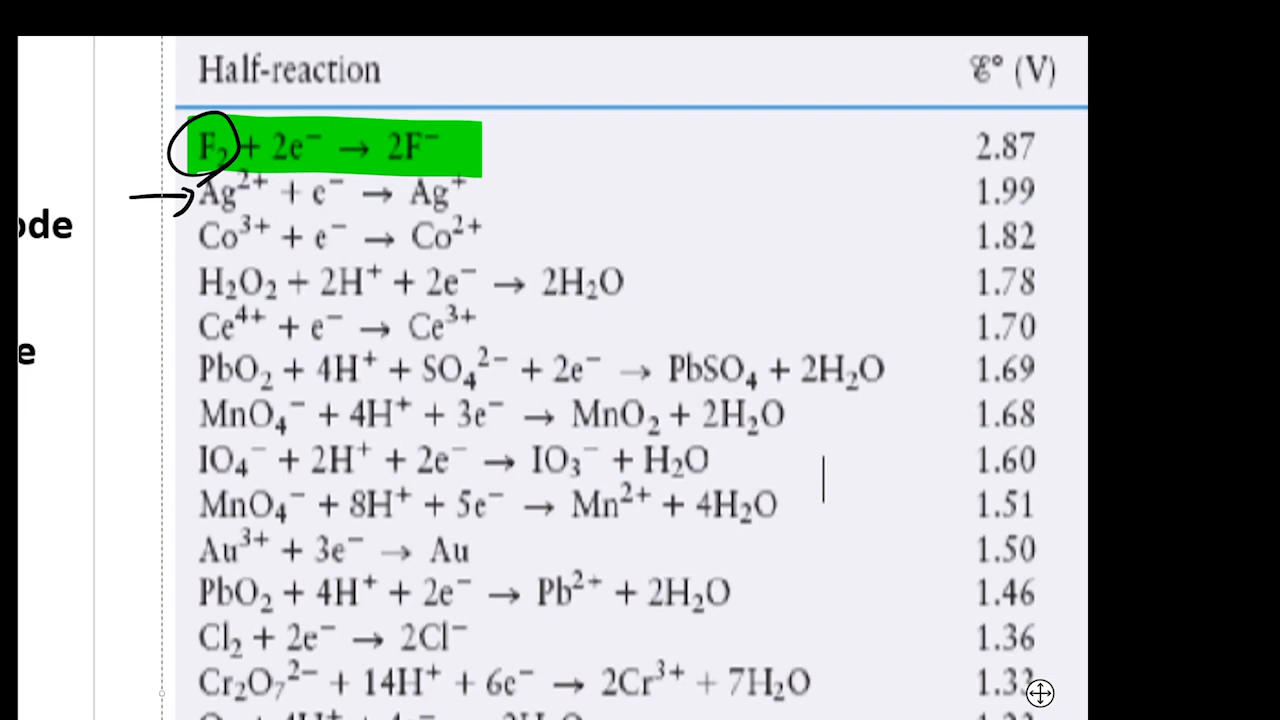 Half-reaction ℰ° (V)
F₂ + 2e⁻ → 2F⁻ 2.87
Ag²⁺ + e⁻ → Ag⁺ 1.99
ode
Co³⁺ + e⁻ → Co²⁺ 1.82
H₂O₂ + 2H⁺ + 2e⁻ → 2H₂O 1.78
Ce⁴⁺ + e⁻ → Ce³⁺ 1.70
e
PbO₂ + 4H⁺ + SO₄²⁻ + 2e⁻ → PbSO₄ + 2H₂O 1.69
MnO₄⁻ + 4H⁺ + 3e⁻ → MnO₂ + 2H₂O 1.68
IO₄⁻ + 2H⁺ + 2e⁻ → IO₃⁻ + H₂O 1.60
MnO₄⁻ + 8H⁺ + 5e⁻ → Mn²⁺ + 4H₂O 1.51
Au³⁺ + 3e⁻ → Au 1.50
PbO₂ + 4H⁺ + 2e⁻ → Pb²⁺ + 2H₂O 1.46
Cl₂ + 2e⁻ → 2Cl⁻ 1.36
Cr₂O₇²⁻ + 14H⁺ + 6e⁻ → 2Cr³⁺ + 7H₂O 1.33